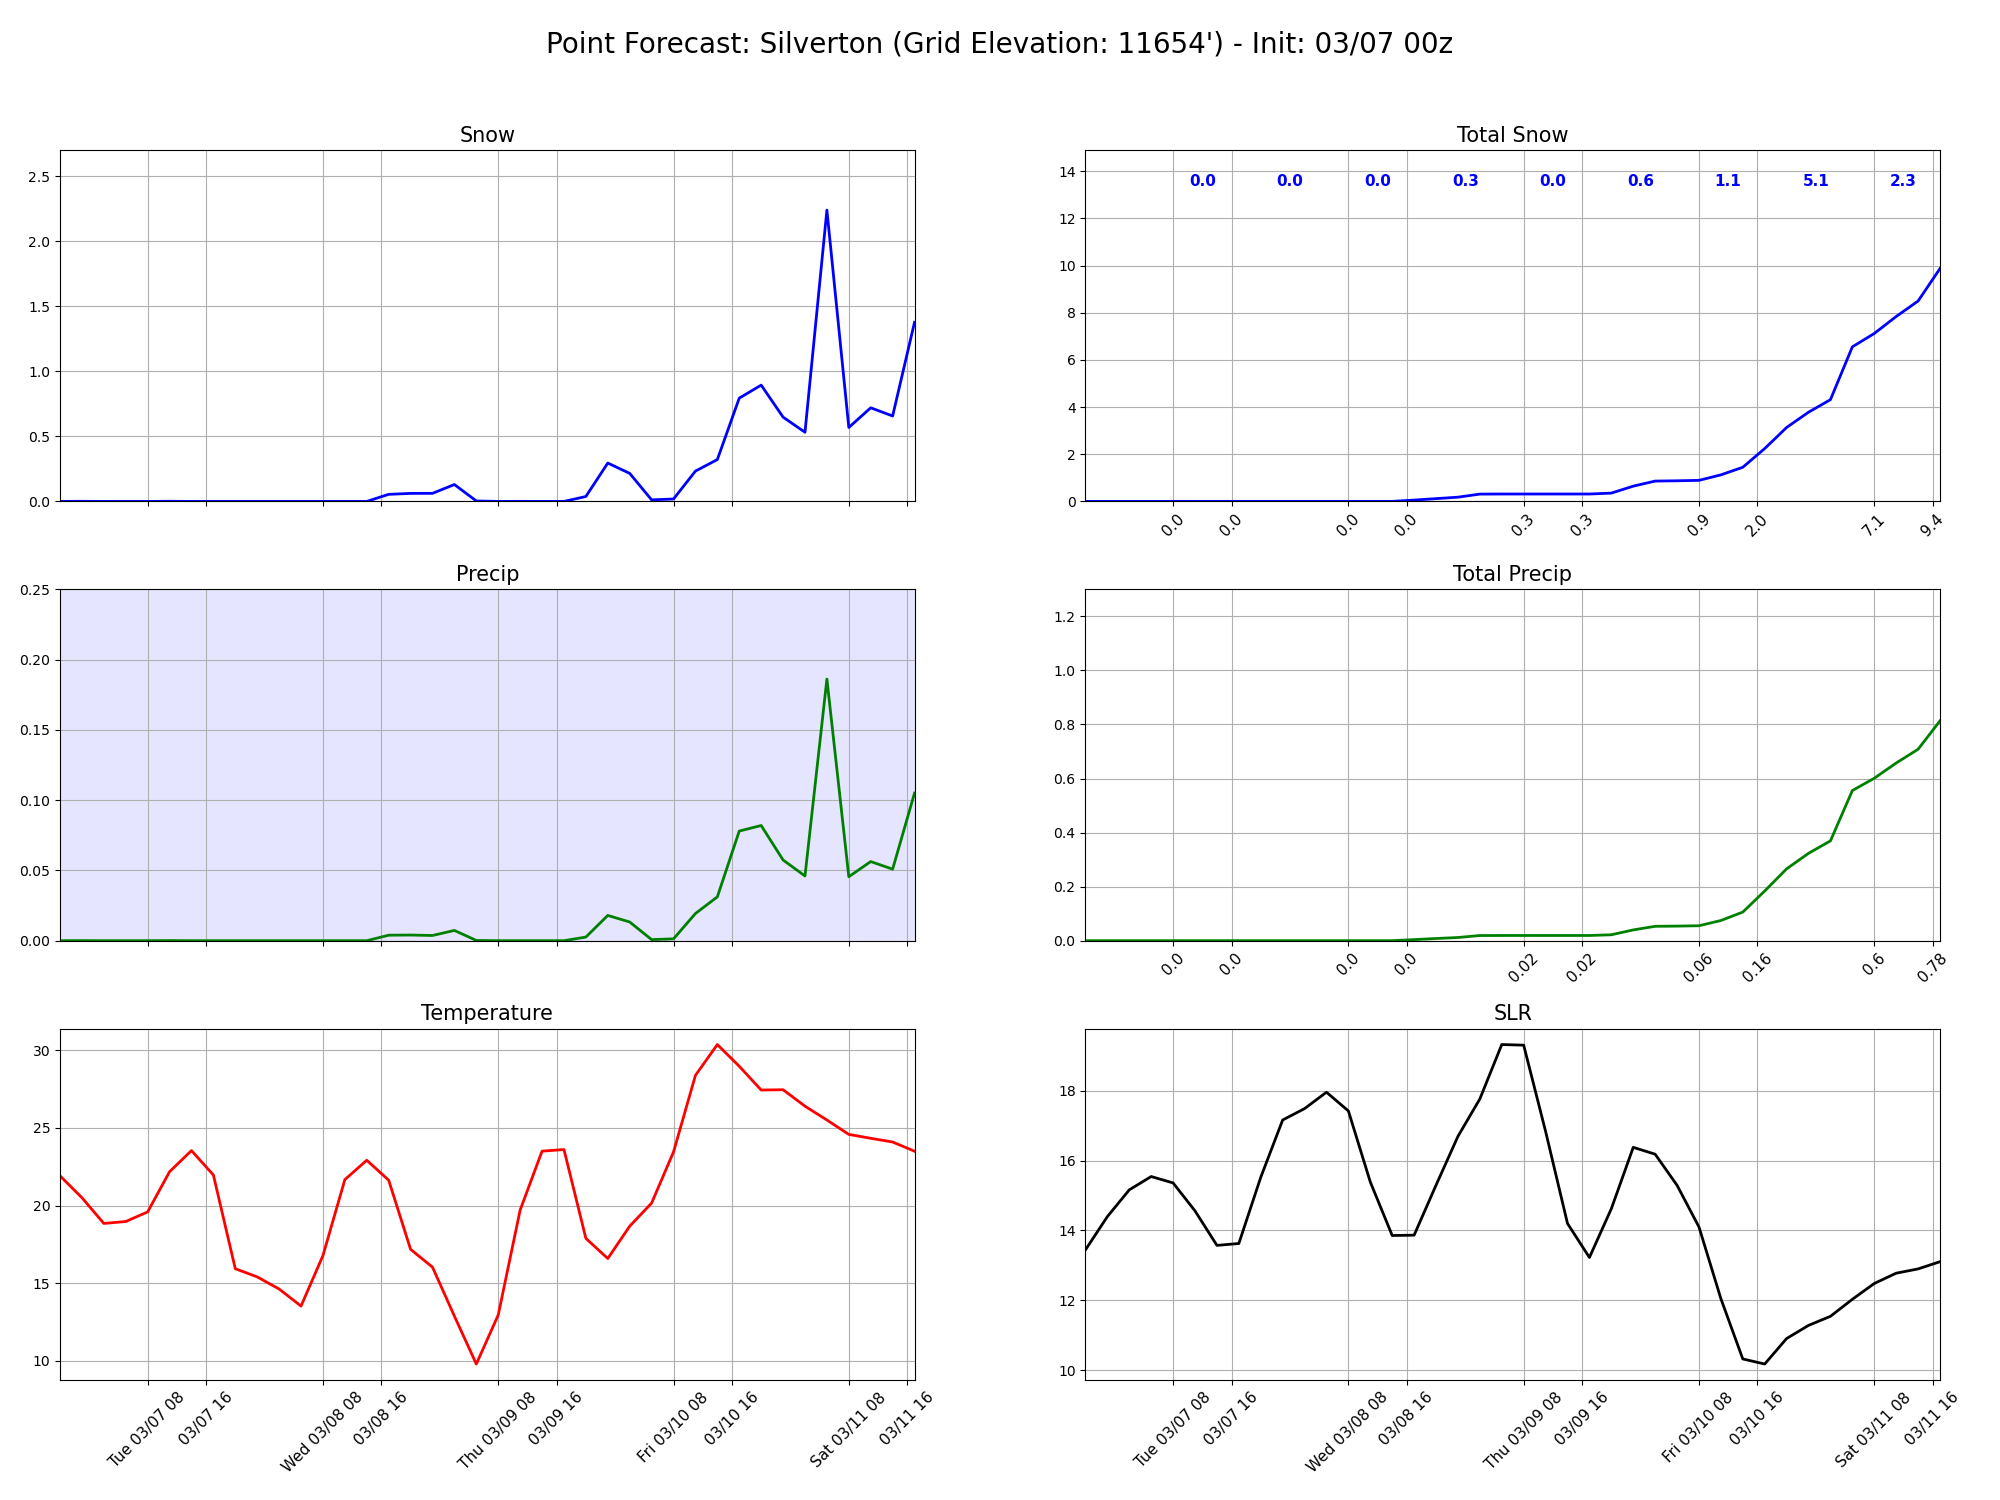 Point Forecast: Silverton (Grid Elevation: 11654') - Init: 03/07 00z
Snow
2.5
2.0
1.5
1.0
0.5
0.0
Total Snow
0.0 0.0 0.0 0.3 0.0 0.6 1.1 5.1 2.3
14
12
10
8
6
4
2
0
0.0 0.0 0.0 0.0 0.3 0.3 0.9 2.0 7.1 9.4
Precip
0.25
0.20
0.15
0.10
0.05
0.00
Total Precip
1.2
1.0
0.8
0.6
0.4
0.2
0.0
0.0 0.0 0.0 0.0 0.02 0.02 0.06 0.16 0.6 0.78
Temperature
30
25
20
15
10
Tue 03/07 08
03/07 16
Wed 03/08 08
03/08 16
Thu 03/09 08
03/09 16
Fri 03/10 08
03/10 16
Sat 03/11 08
03/11 16
SLR
18
16
14
12
10
Tue 03/07 08
03/07 16
Wed 03/08 08
03/08 16
Thu 03/09 08
03/09 16
Fri 03/10 08
03/10 16
Sat 03/11 08
03/11 16